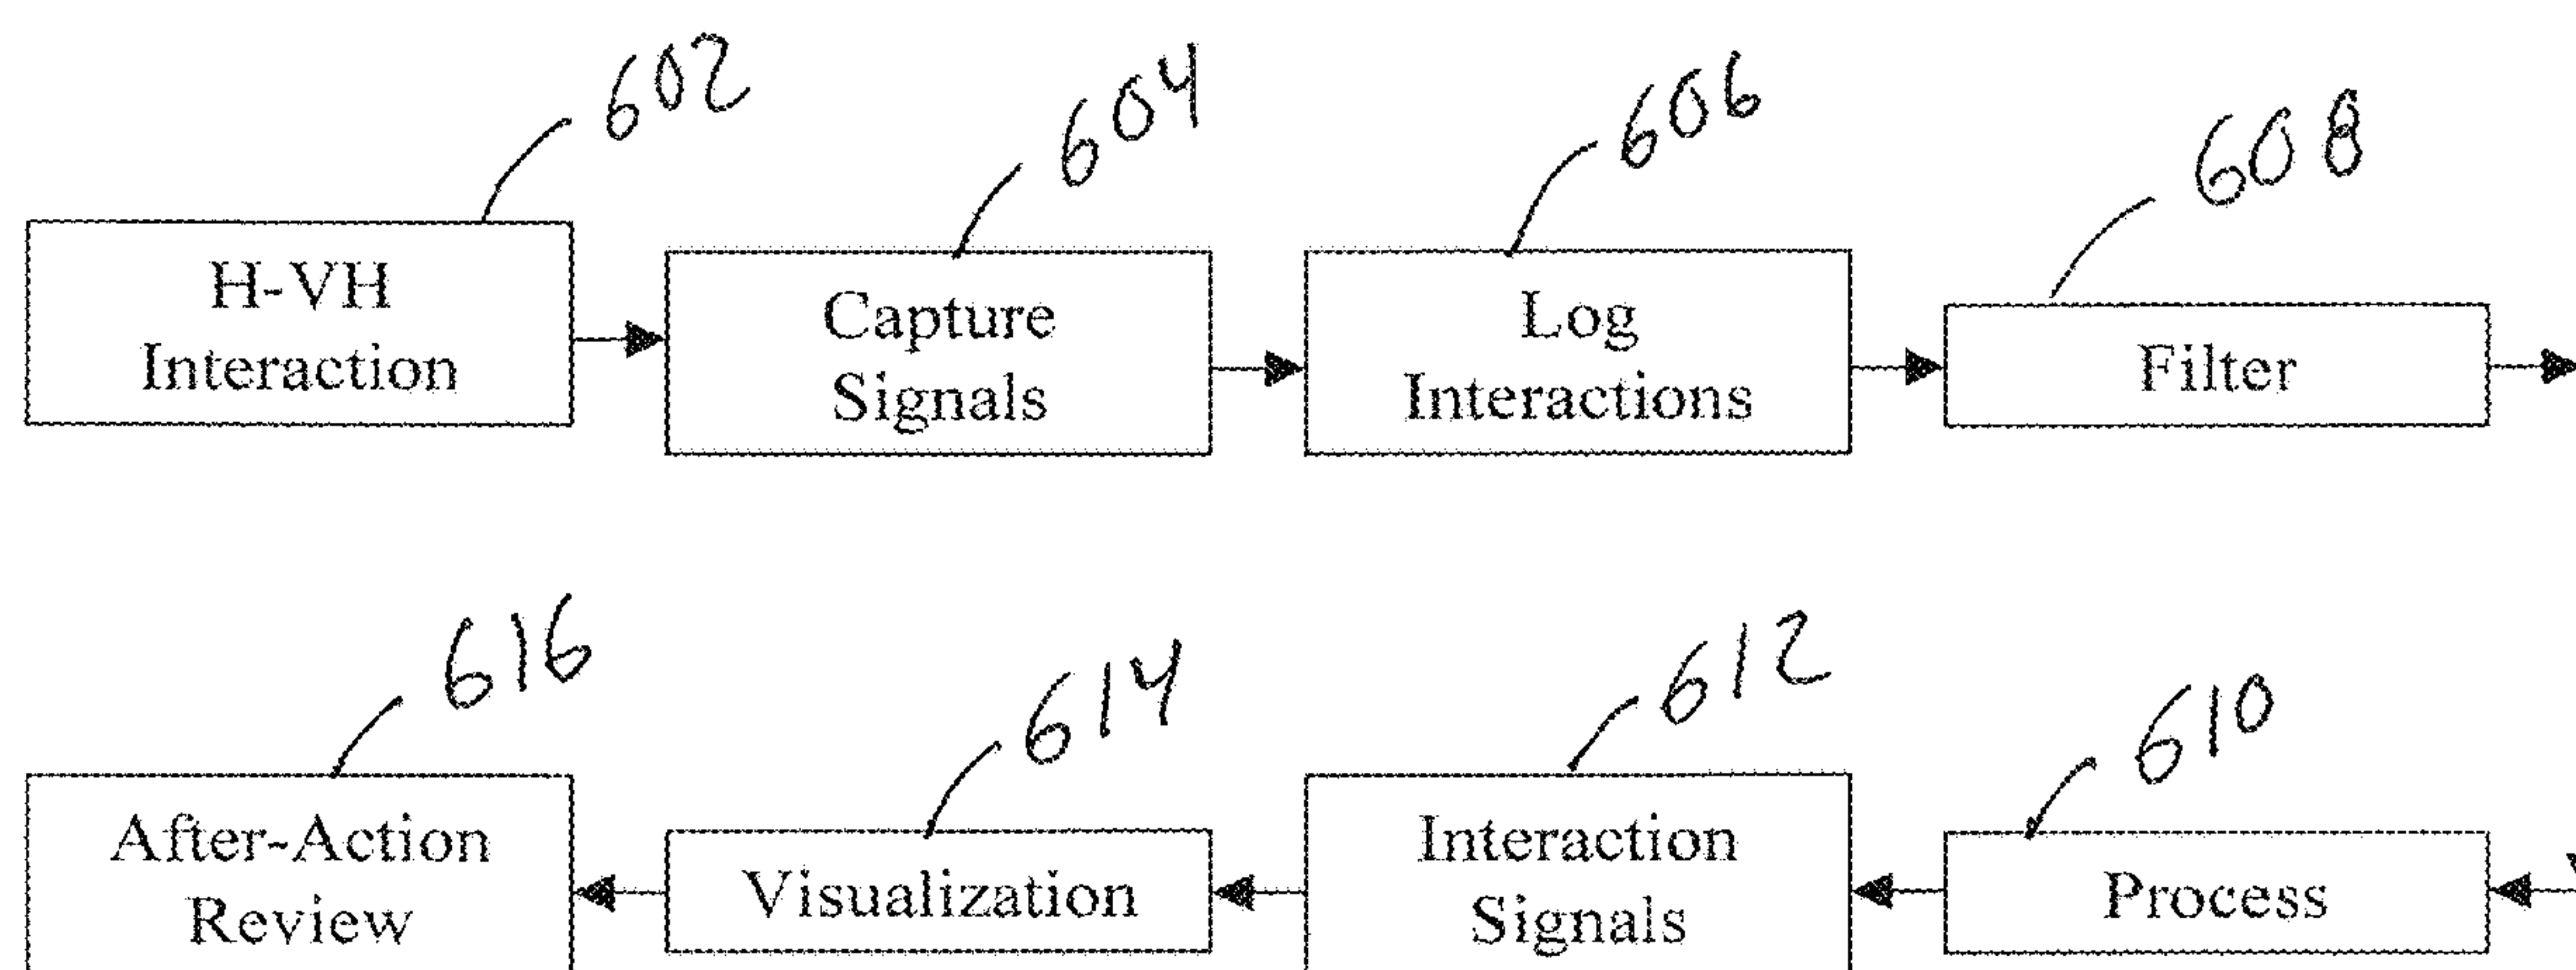 602
604
606
608
H-VH
Interaction
Capture
Signals
Log
Interactions
Filter
616
614
612
610
After-Action
Review
Visualization
Interaction
Signals
Process